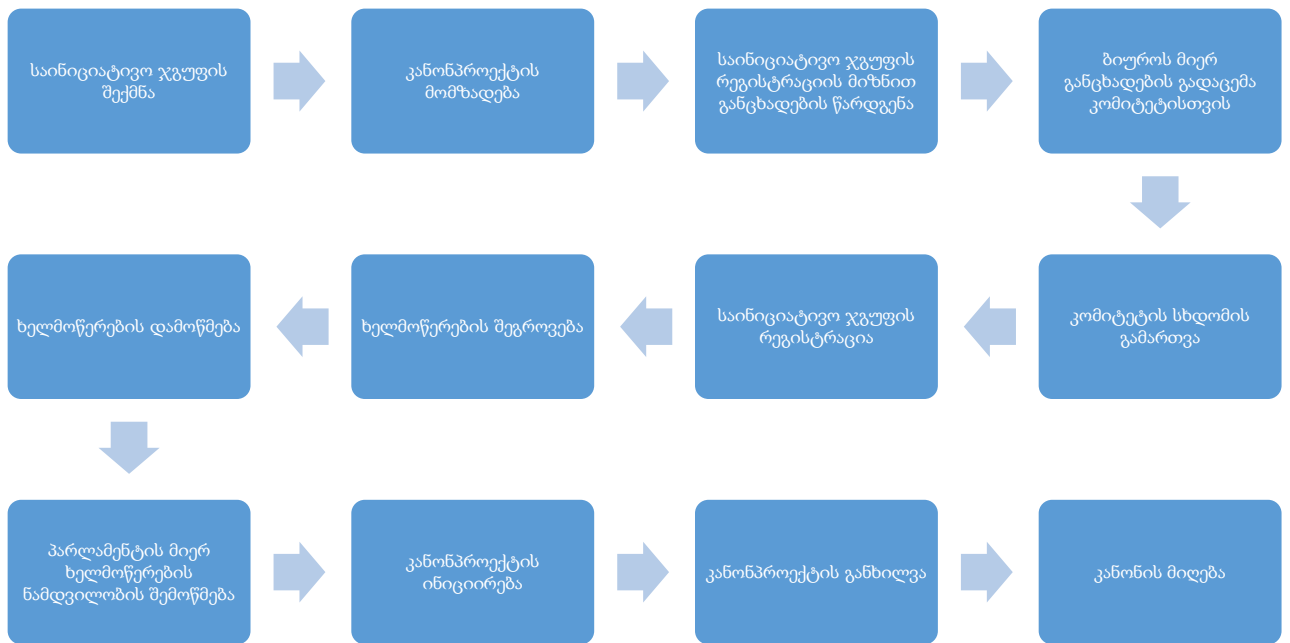 საინიციატივო ჯგუფის
შექმნა
კანონპროექტის
მომზადება
საინიციატივო ჯგუფის
რეგისტრაციის მიზნით
განცხადების წარდგენა
ბიუროს მიერ
განცხადების გადაცემა
კომიტეტისთვის
კომიტეტის სხდომის
გამართვა
საინიციატივო ჯგუფის
რეგისტრაცია
ხელმოწერების შეგროვება
ხელმოწერების დამოწმება
პარლამენტის მიერ
ხელმოწერების
ნამდვილობის შემოწმება
კანონპროექტის
ინიციირება
კანონპროექტის განხილვა
კანონის მიღება